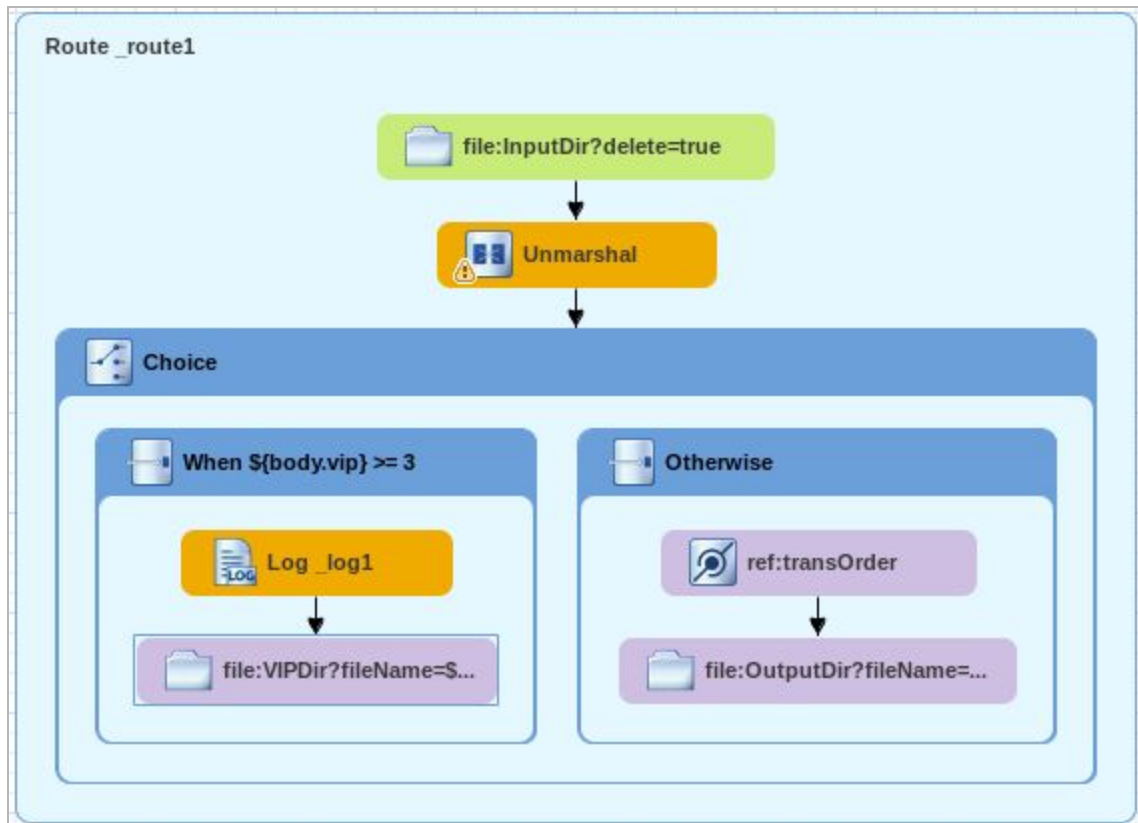 Route _route1
file:InputDir?delete=true
Unmarshal
Choice
When ${body.vip} >= 3
Otherwise
Log _log1
ref:transOrder
LOG
file:VIPDir?fileName=$...
file:OutputDir?fileName=...